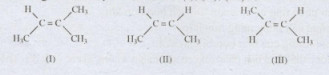 H CH₃ H H H₃C H
C = C C = C C = C
H₃C CH₃ H₃C CH₃ H CH₃
(I) (II) (III)